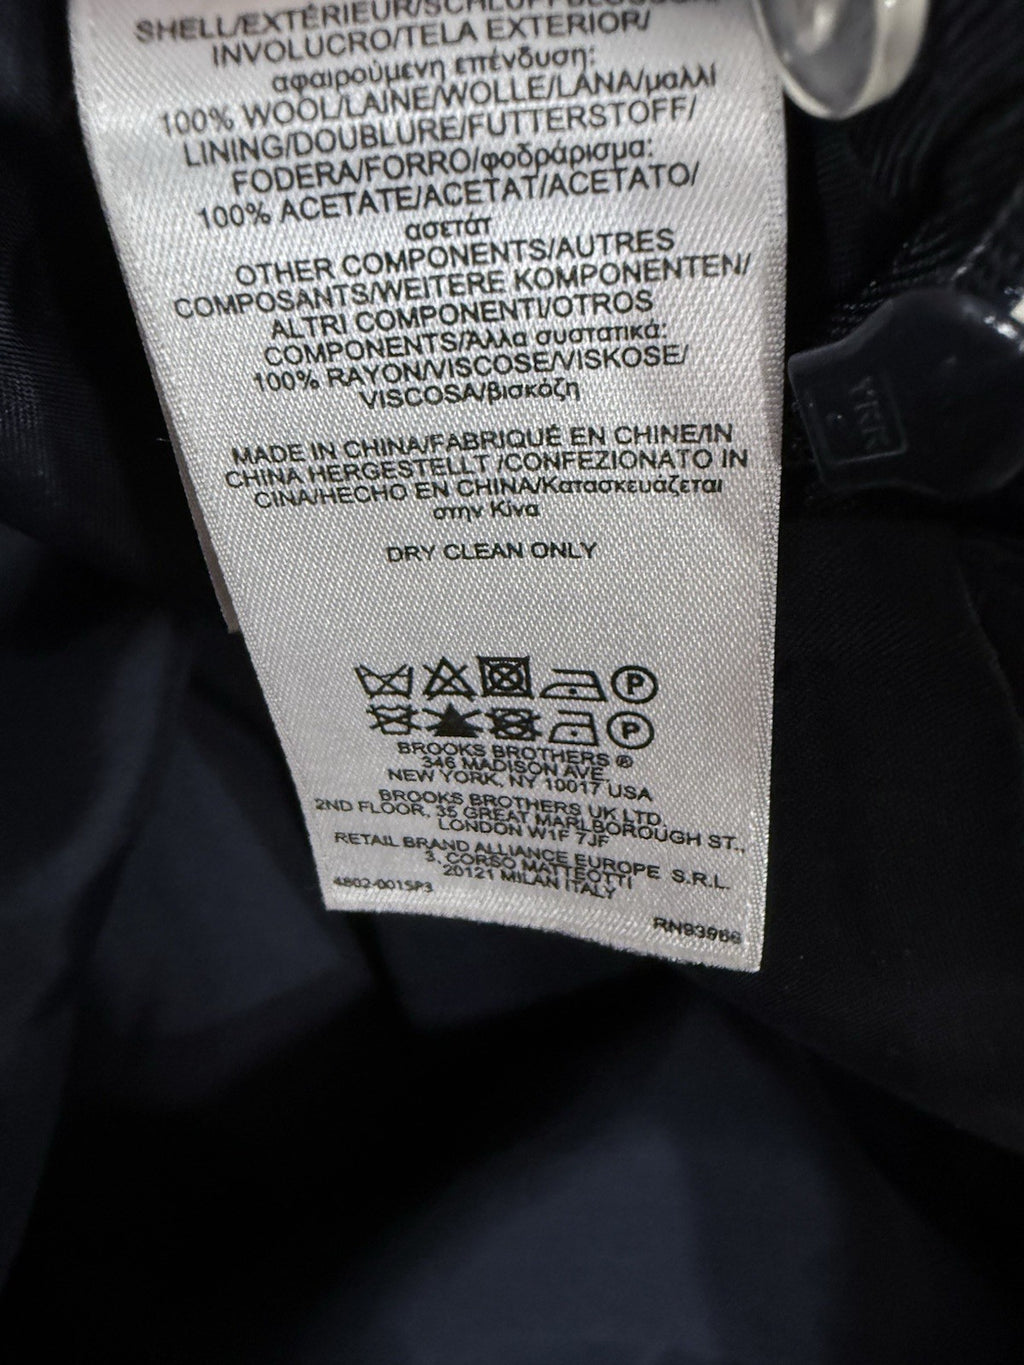 SHELL/EXTÉRIEUR/
INVOLUCRO/TELA EXTERIOR/
αφαιρούμενη επένδυση:
100% WOOL/LAINE/WOLLE/LANA/μαλλί
LINING/DOUBLURE/FUTTERSTOFF/
FODERA/FORRO/φοδράρισμα:
100% ACETATE/ACETAT/ACETATO/
ασετάτ
OTHER COMPONENTS/AUTRES
COMPOSANTS/WEITERE KOMPONENTEN/
ALTRI COMPONENTI/OTROS
COMPONENTS/Άλλα συστατικά:
100% RAYON/VISCOSE/VISKOSE/
VISCOSA/βισκόζη
MADE IN CHINA/FABRIQUÉ EN CHINE/IN
CHINA HERGESTELLT /CONFEZIONATO IN
CINA/HECHO EN CHINA/Κατασκευάζεται
στην Κίνα
DRY CLEAN ONLY
P
P
BROOKS BROTHERS ®
346 MADISON AVE.
NEW YORK, NY 10017 USA
BROOKS BROTHERS UK LTD.
2ND FLOOR, 35 GREAT MARLBOROUGH ST.,
LONDON W1F 7JF
RETAIL BRAND ALLIANCE EUROPE S.R.L.
3, CORSO MATTEOTTI
20121 MILAN ITALY
4802-0015P3
RN93966